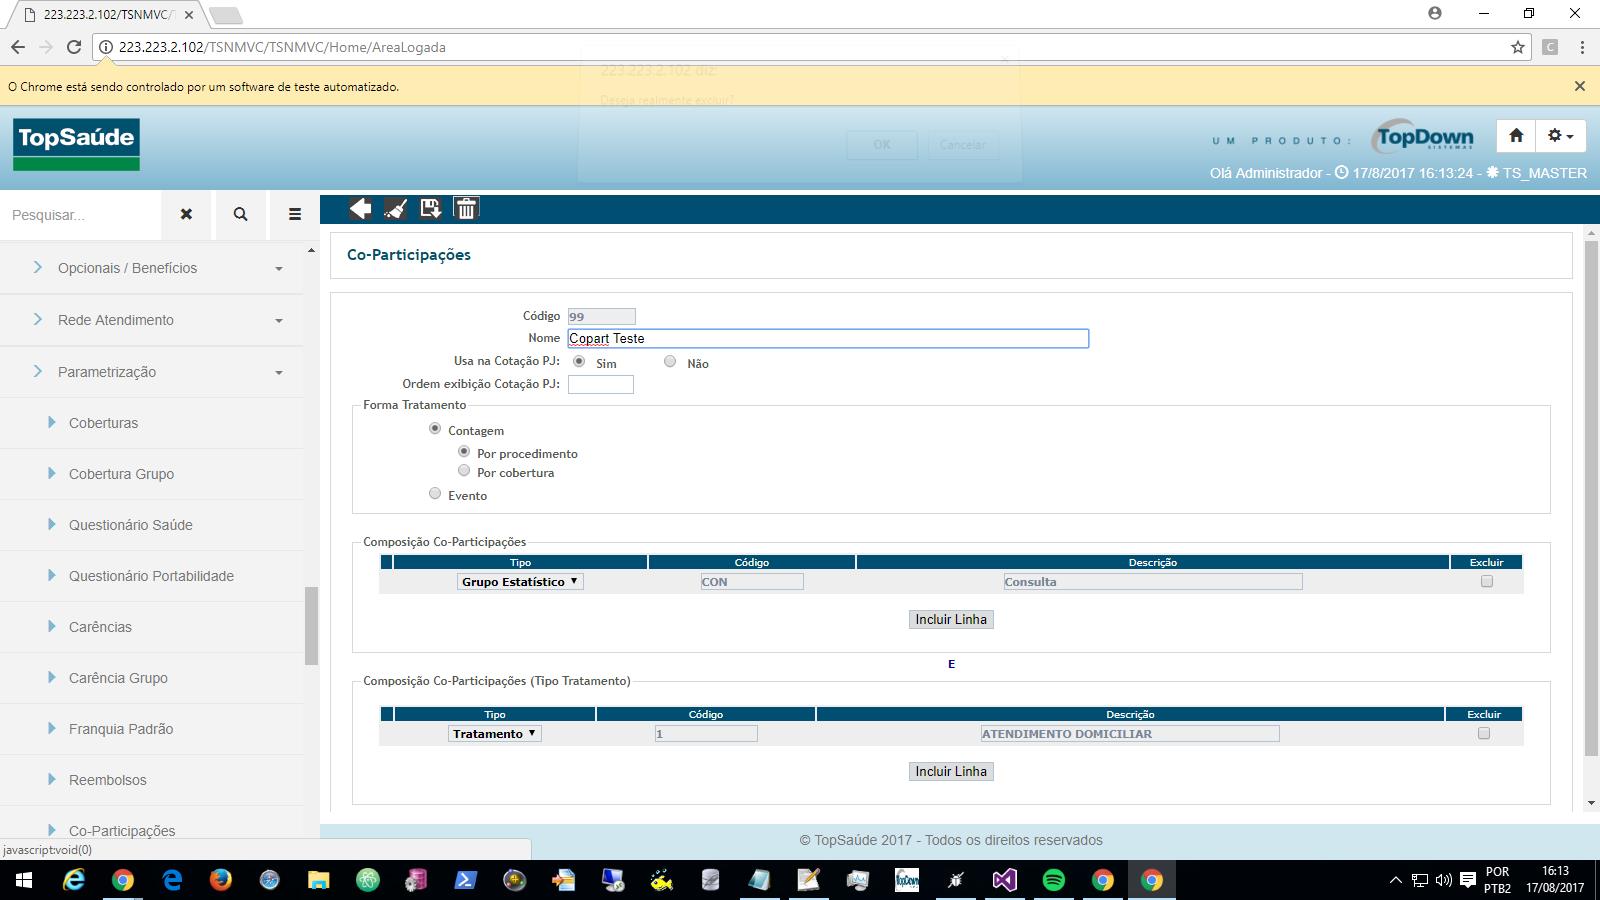 223.223.2.102/TSNMVC/T
223.223.2.102/TSNMVC/TSNMVC/Home/AreaLogada
O Chrome está sendo controlado por um software de teste automatizado.
223.223.2.102 diz:
Deseja realmente excluir?
OK
Cancelar
TopSaúde
UM PRODUTO:
TopDown
SISTEMAS
Olá Administrador - 17/8/2017 16:13:24 - TS_MASTER
Pesquisar...
Opcionais / Benefícios
Rede Atendimento
Parametrização
Coberturas
Cobertura Grupo
Questionário Saúde
Questionário Portabilidade
Carências
Carência Grupo
Franquia Padrão
Reembolsos
Co-Participações
javascript:void(0)
Co-Participações
Código 99
Nome Copart Teste
Usa na Cotação PJ: Sim Não
Ordem exibição Cotação PJ:
Forma Tratamento
Contagem
Por procedimento
Por cobertura
Evento
Composição Co-Participações
Tipo Código Descrição Excluir
Grupo Estatístico CON Consulta
Incluir Linha
E
Composição Co-Participações (Tipo Tratamento)
Tipo Código Descrição Excluir
Tratamento 1 ATENDIMENTO DOMICILIAR
Incluir Linha
© TopSaúde 2017 - Todos os direitos reservados
POR
PTB2
16:13
17/08/2017